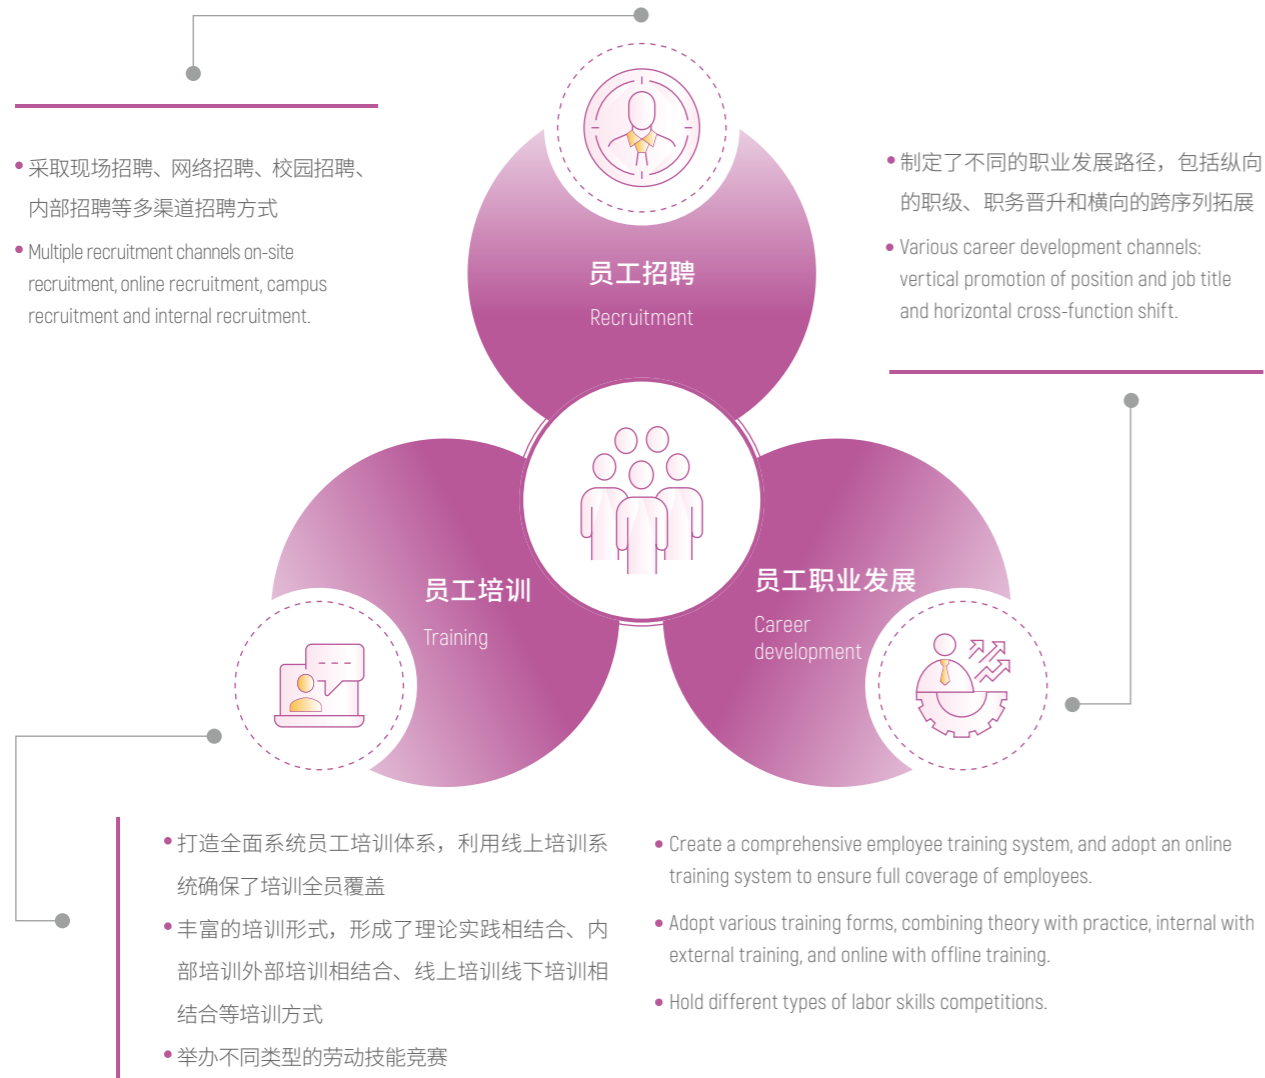 采取现场招聘、网络招聘、校园招聘、
内部招聘等多渠道招聘方式
Multiple recruitment channels on-site
recruitment, online recruitment, campus
recruitment and internal recruitment.
员工招聘
Recruitment
制定了不同的职业发展路径，包括纵向
的职级、职务晋升和横向的跨序列拓展
Various career development channels:
vertical promotion of position and job title
and horizontal cross-function shift.
员工培训
Training
员工职业发展
Career
development
打造全面系统员工培训体系，利用线上培训系
统确保了培训全员覆盖
丰富的培训形式，形成了理论实践相结合、内
部培训外部培训相结合、线上培训线下培训相
结合等培训方式
举办不同类型的劳动技能竞赛
Create a comprehensive employee training system, and adopt an online
training system to ensure full coverage of employees.
Adopt various training forms, combining theory with practice, internal with
external training, and online with offline training.
Hold different types of labor skills competitions.